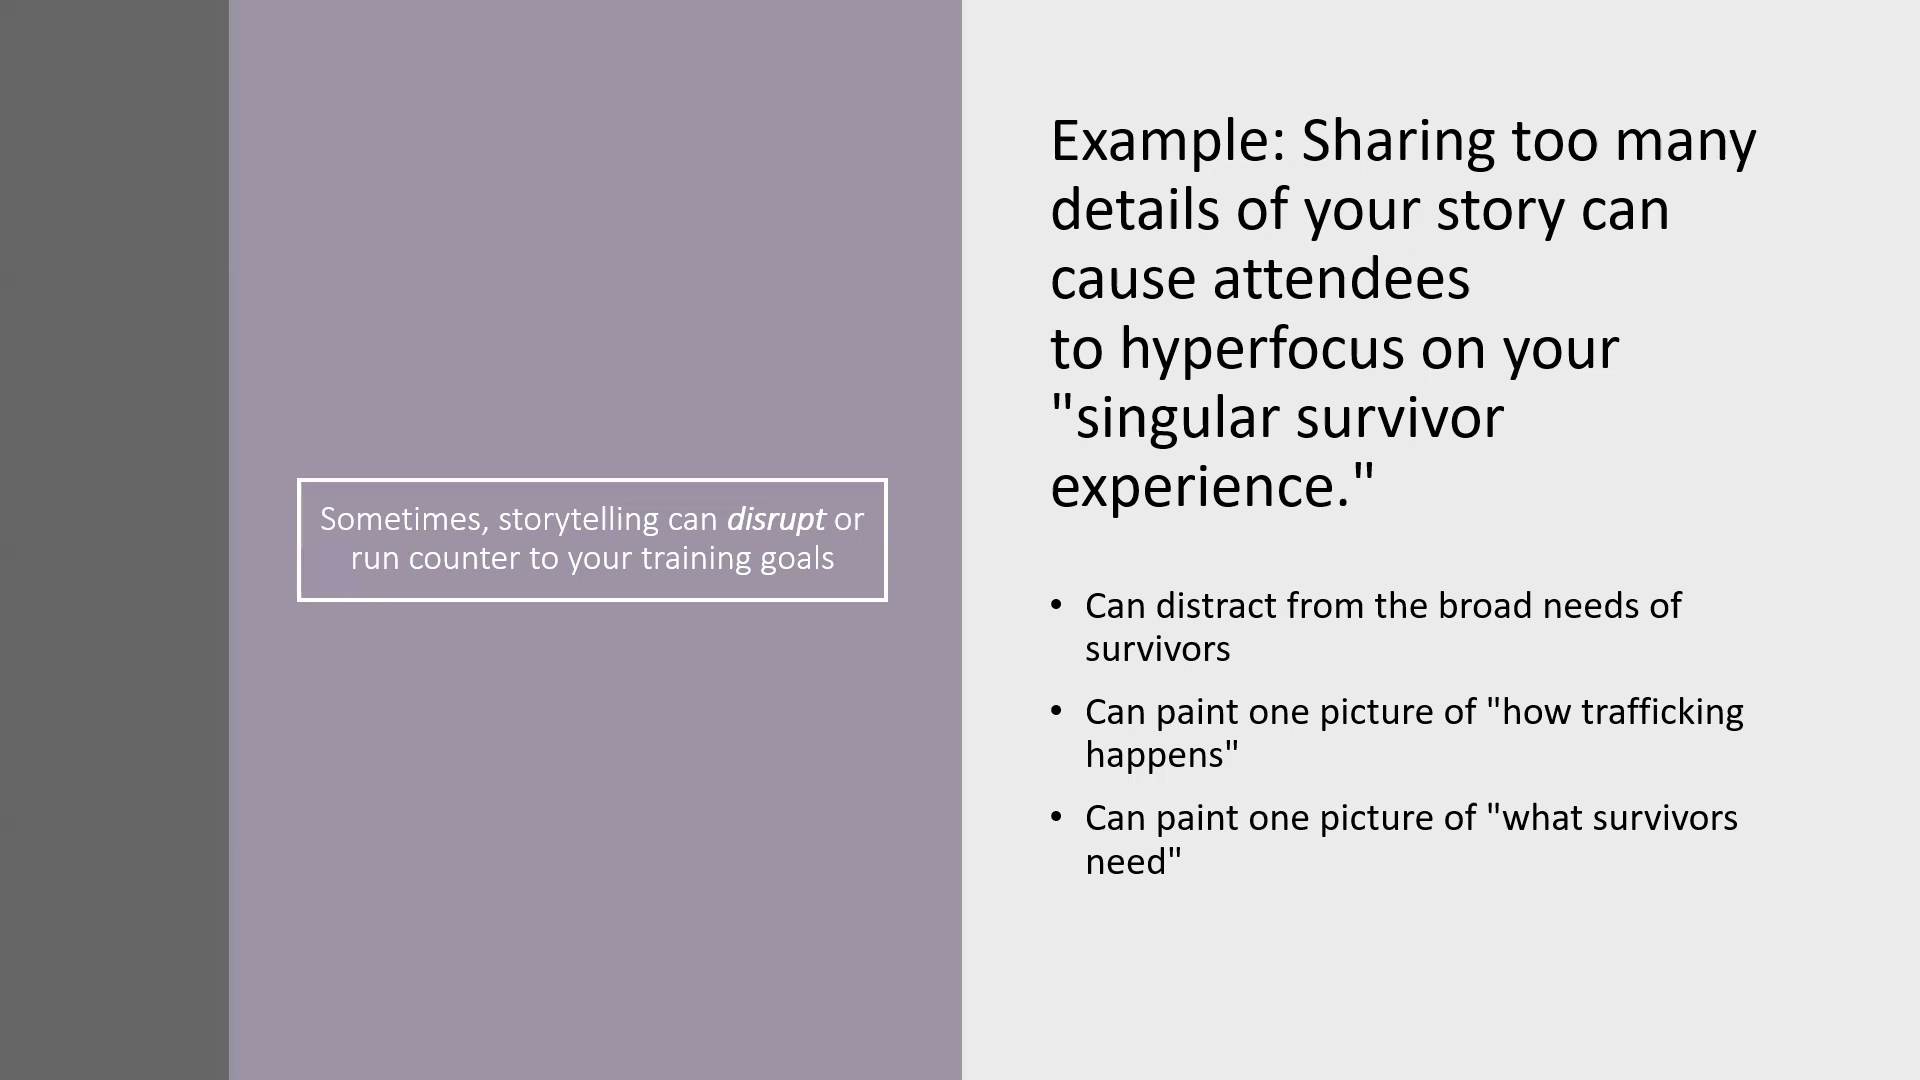 Sometimes, storytelling can disrupt or
run counter to your training goals
Example: Sharing too many
details of your story can
cause attendees
to hyperfocus on your
"singular survivor
experience."
• Can distract from the broad needs of
survivors
• Can paint one picture of "how trafficking
happens"
• Can paint one picture of "what survivors
need"